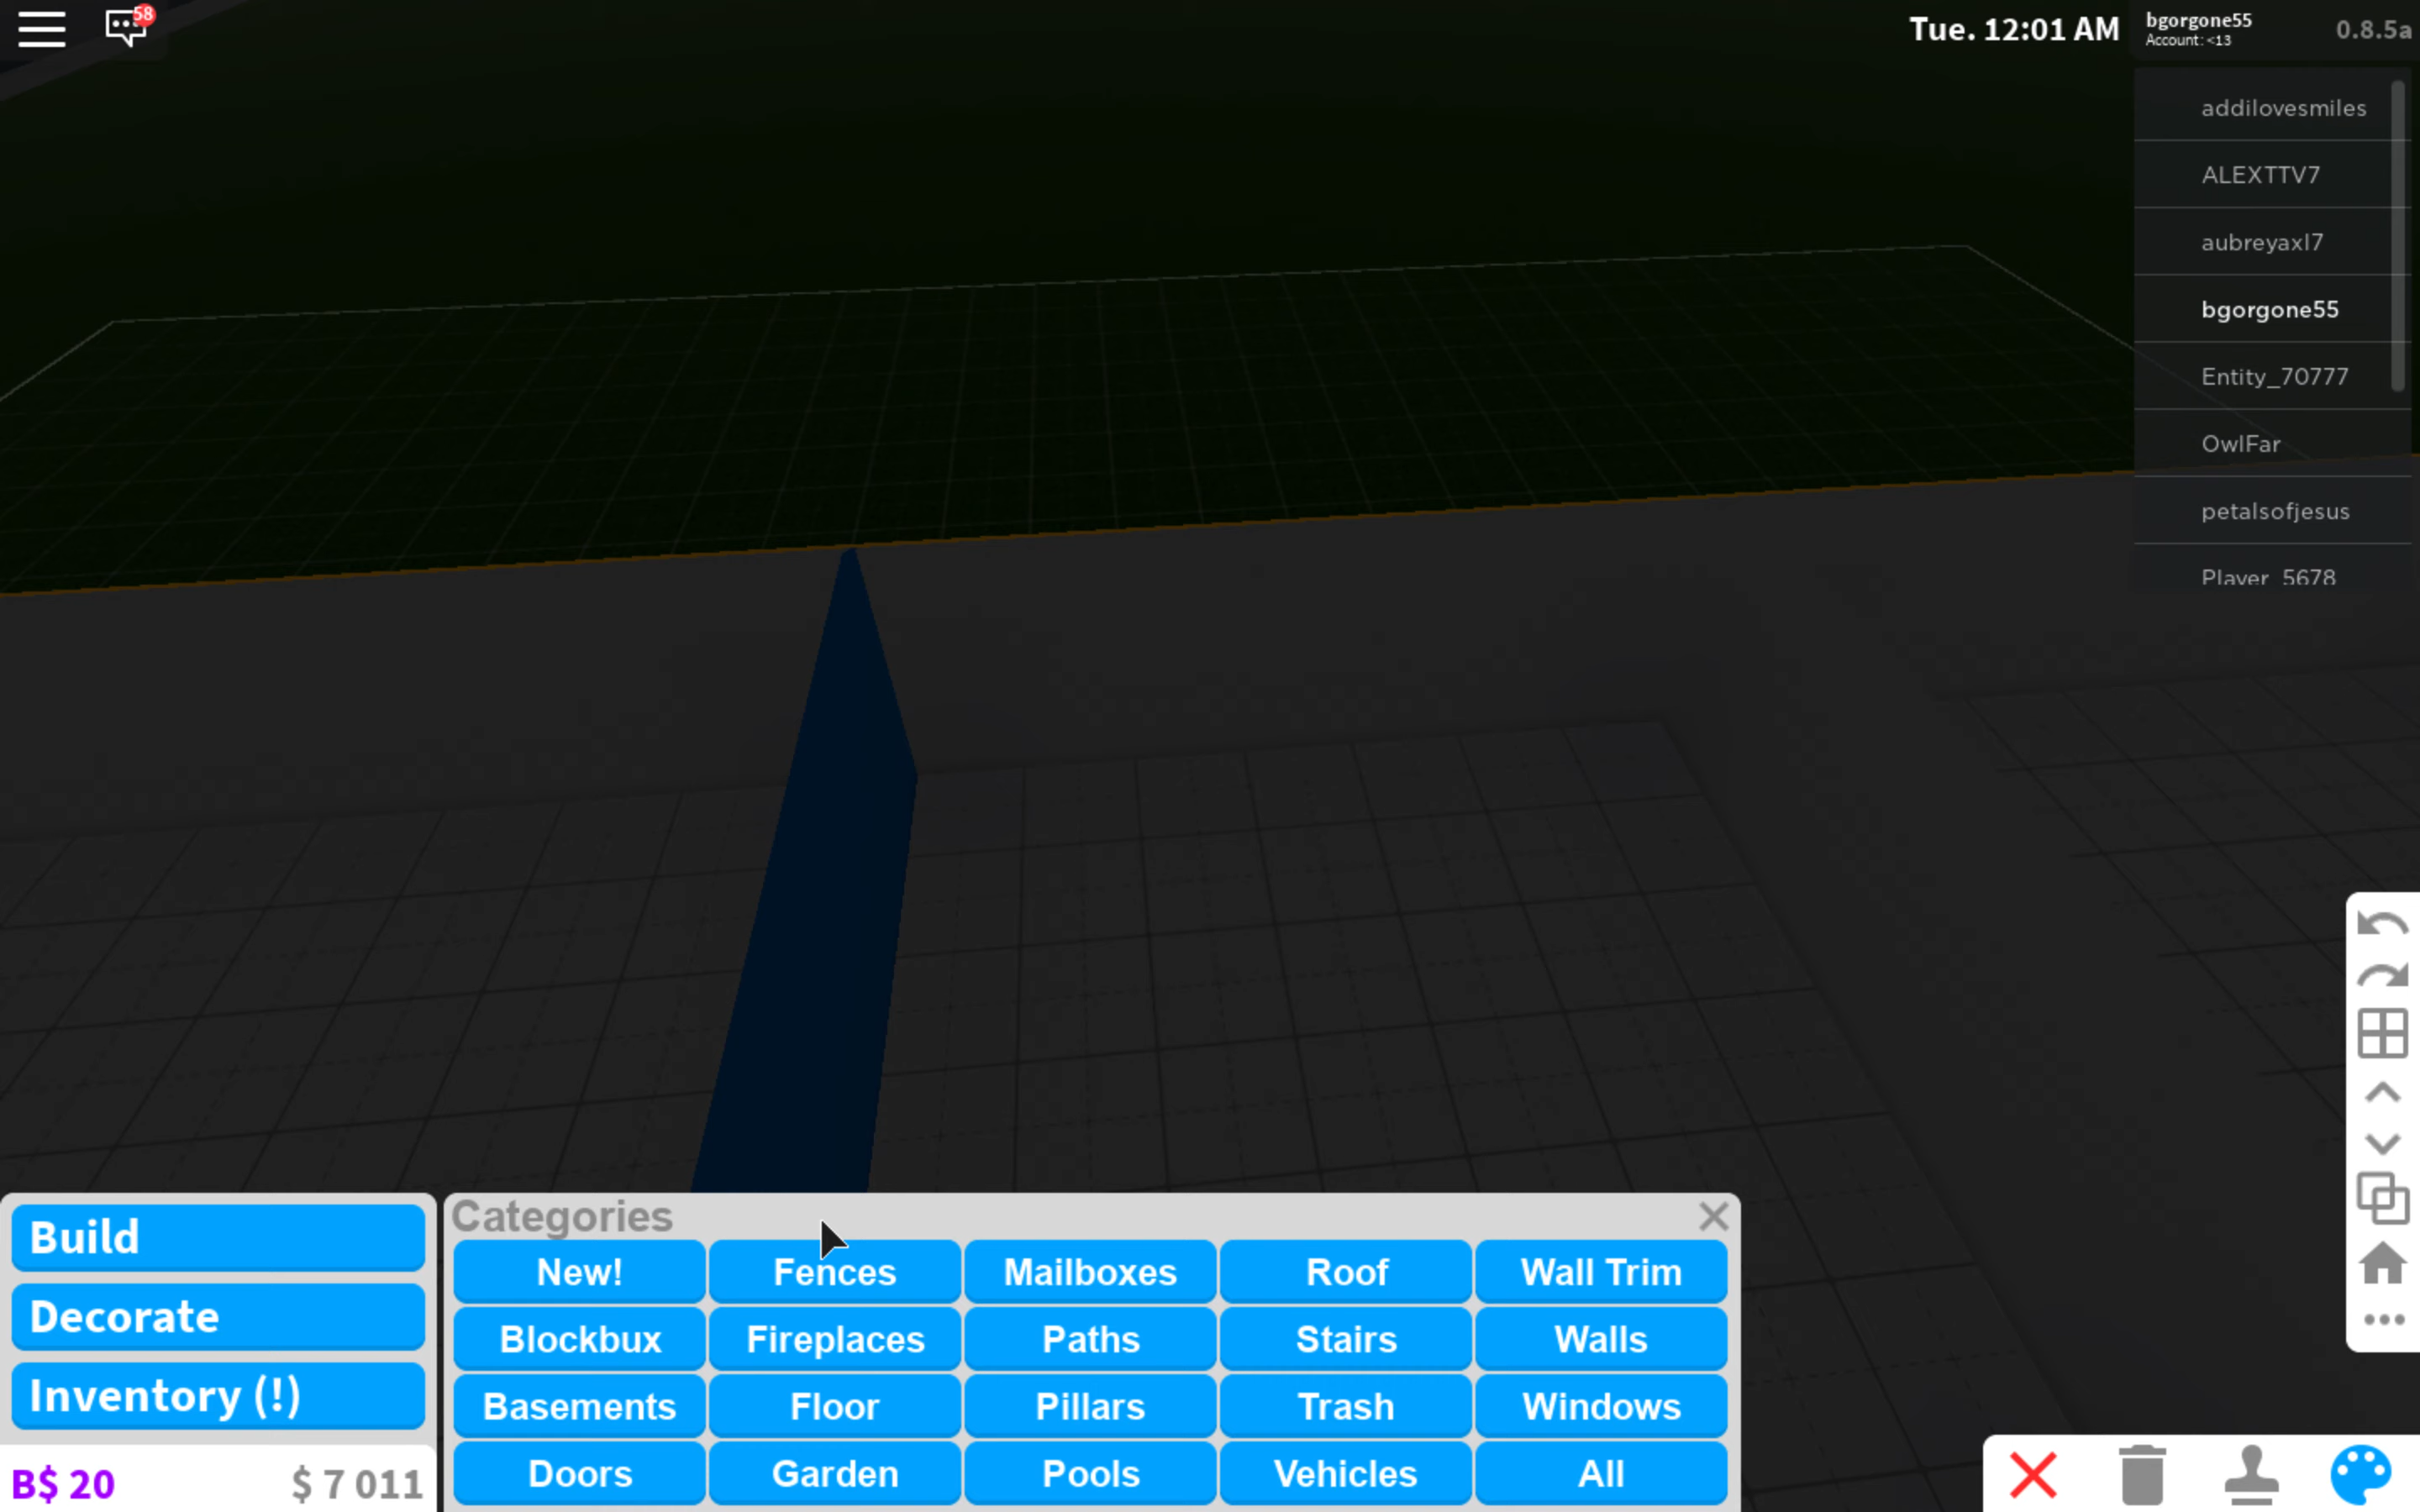 58
Tue. 12:01 AM
bgorgone55
Account: <13
0.8.5a
addilovesmiles
ALEXTTV7
aubreyaxl7
bgorgone55
Entity_70777
OwlFar
petalsofjesus
Player_5678
Build
Decorate
Inventory (!)
B$ 20
$ 7 011
Categories
New!
Fences
Mailboxes
Roof
Wall Trim
Blockbux
Fireplaces
Paths
Stairs
Walls
Basements
Floor
Pillars
Trash
Windows
Doors
Garden
Pools
Vehicles
All